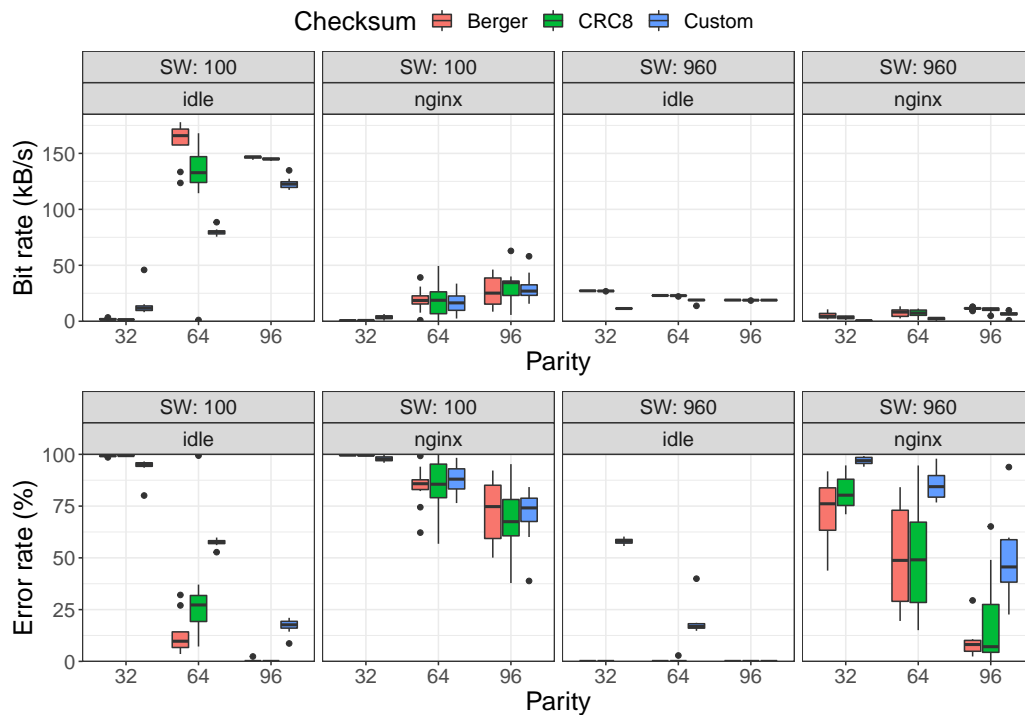 Checksum Berger CRC8 Custom
SW: 100 SW: 100 SW: 960 SW: 960
idle nginx idle nginx
Bit rate (kB/s)
150
100
50
0
32 64 96 32 64 96 32 64 96 32 64 96
Parity
SW: 100 SW: 100 SW: 960 SW: 960
idle nginx idle nginx
Error rate (%)
100
75
50
25
0
32 64 96 32 64 96 32 64 96 32 64 96
Parity